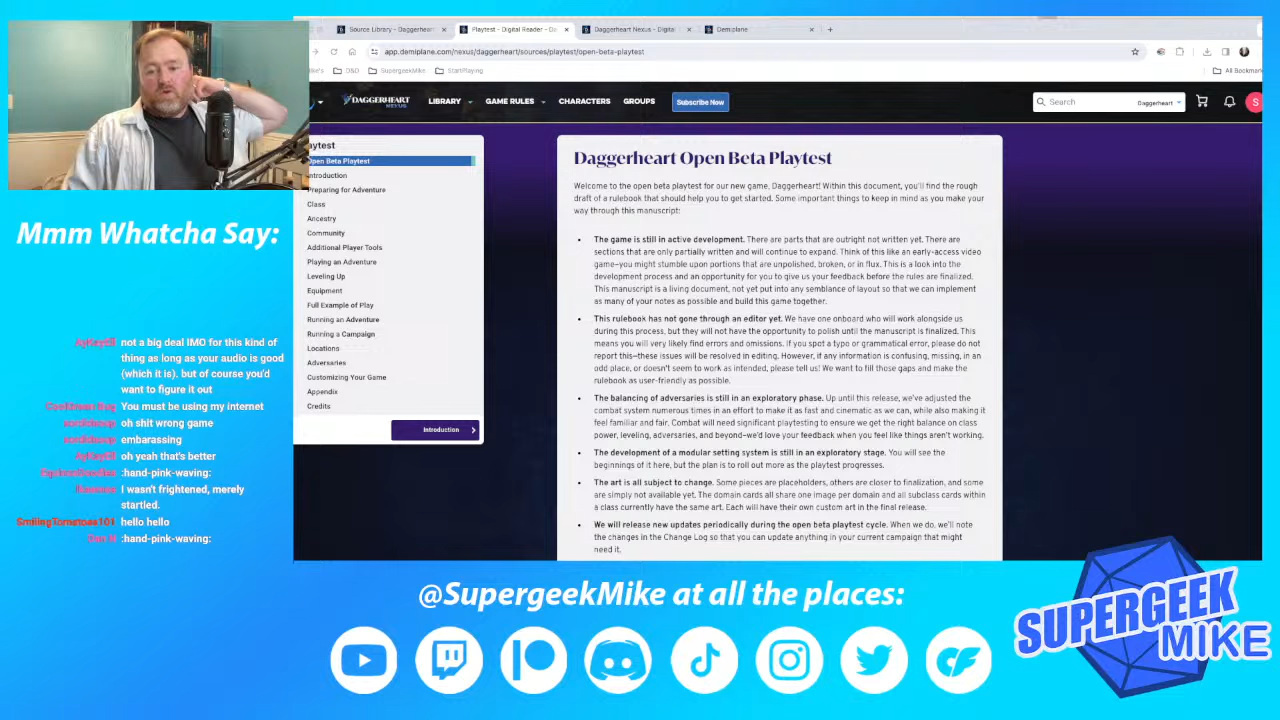 Source Library - Daggerhear
Playtest - Digital Reader - De
Daggerheart Nexus - Digital
Demiplane
app.demiplane.com/nexus/daggerheart/sources/playtest/open-beta-playtest
D&D
SupergeekMike
StartPlaying
All Bookmar
DAGGERHEART
NEXUS
LIBRARY
GAME RULES
CHARACTERS
GROUPS
Subscribe Now
Search
Daggerheart
S
aytest
Open Beta Playtest
Introduction
Preparing for Adventure
Class
Ancestry
Community
Additional Player Tools
Playing an Adventure
Leveling Up
Equipment
Full Example of Play
Running an Adventure
Running a Campaign
Locations
Adversaries
Customizing Your Game
Appendix
Credits
Introduction
Daggerheart Open Beta Playtest
Welcome to the open beta playtest for our new game, Daggerheart! Within this document, you'll find the rough
draft of a rulebook that should help you to get started. Some important things to keep in mind as you make your
way through this manuscript:
• The game is still in active development. There are parts that are outright not written yet. There are
sections that are only partially written and will continue to expand. Think of this like an early-access video
game—you might stumble upon portions that are unpolished, broken, or in flux. This is a look into the
development process and an opportunity for you to give us your feedback before the rules are finalized.
This manuscript is a living document, not yet put into any semblance of layout so that we can implement
as many of your notes as possible and build this game together.
• This rulebook has not gone through an editor yet. We have one onboard who will work alongside us
during this process, but they will not have the opportunity to polish until the manuscript is finalized. This
means you will very likely find errors and omissions. If you spot a typo or grammatical error, please do not
report this—these issues will be resolved in editing. However, if any information is confusing, missing, in an
odd place, or doesn't seem to work as intended, please tell us! We want to fill those gaps and make the
rulebook as user-friendly as possible.
• The balancing of adversaries is still in an exploratory phase. Up until this release, we've adjusted the
combat system numerous times in an effort to make it as fast and cinematic as we can, while also making it
feel familiar and fair. Combat will need significant playtesting to ensure we get the right balance on class
power, leveling, adversaries, and beyond—we'd love your feedback when you feel like things aren't working.
• The development of a modular setting system is still in an exploratory stage. You will see the
beginnings of it here, but the plan is to roll out more as the playtest progresses.
• The art is all subject to change. Some pieces are placeholders, others are closer to finalization, and some
are simply not available yet. The domain cards all share one image per domain and all subclass cards within
a class currently have the same art. Each will have their own custom art in the final release.
• We will release new updates periodically during the open beta playtest cycle. When we do, we'll note
the changes in the Change Log so that you can update anything in your current campaign that might
need it.
Mmm Whatcha Say:
not a big deal IMO for this kind
of thing as long as your audio is good
(which it is). but of course you'd
want to figure it out
You must be using my internet
oh shit wrong game
embarassing
oh yeah that's better
:hand-pink-waving:
I wasn't frightened, merely
startled.
SmilingTomatoes101 hello hello
Dan N :hand-pink-waving:
@SupergeekMike at all the places:
SUPERGEEK
MIKE